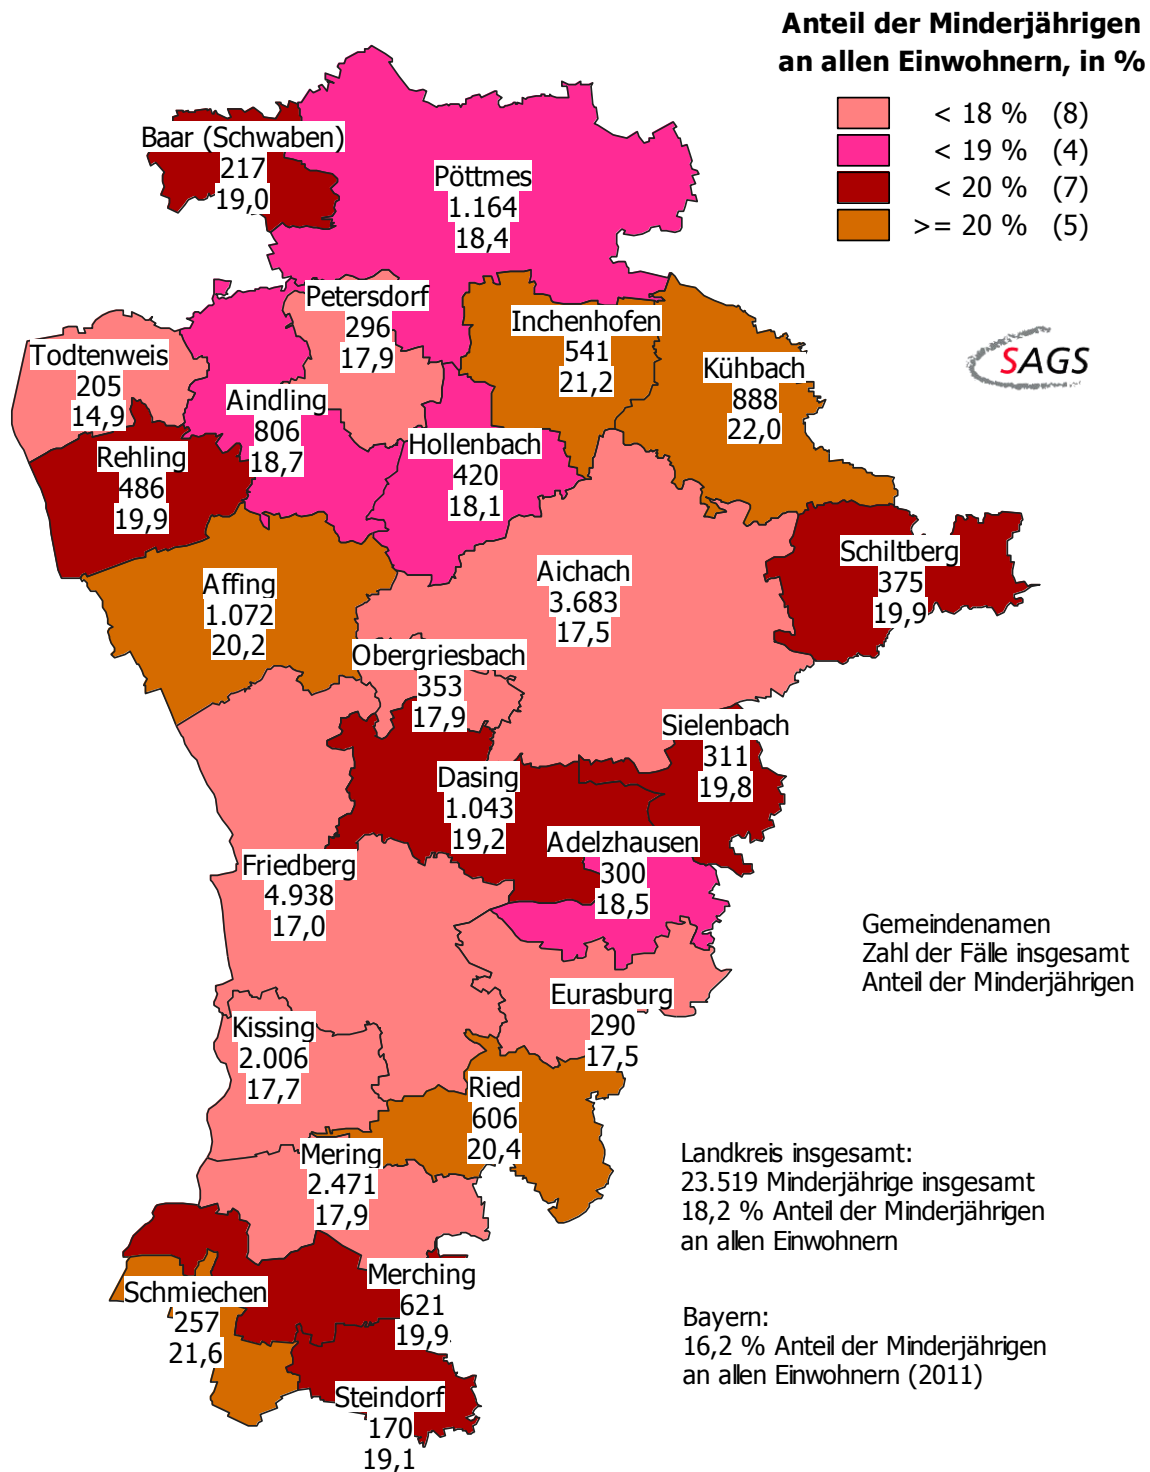 Anteil der Minderjährigen
an allen Einwohnern, in %
< 18 % (8)
< 19 % (4)
< 20 % (7)
>= 20 % (5)
SAGS
Baar (Schwaben)
217
19,0
Pöttmes
1.164
18,4
Petersdorf
296
17,9
Inchenhofen
541
21,2
Kühbach
888
22,0
Todtenweis
205
14,9
Aindling
806
18,7
Hollenbach
420
18,1
Rehling
486
19,9
Schiltberg
375
19,9
Aichach
3.683
17,5
Affing
1.072
20,2
Obergriesbach
353
17,9
Sielenbach
311
19,8
Dasing
1.043
19,2
Adelzhausen
300
18,5
Friedberg
4.938
17,0
Gemeindenamen
Zahl der Fälle insgesamt
Anteil der Minderjährigen
Eurasburg
290
17,5
Kissing
2.006
17,7
Ried
606
20,4
Mering
2.471
17,9
Landkreis insgesamt:
23.519 Minderjährige insgesamt
18,2 % Anteil der Minderjährigen
an allen Einwohnern
Merching
621
19,9
Schmiechen
257
21,6
Bayern:
16,2 % Anteil der Minderjährigen
an allen Einwohnern (2011)
Steindorf
170
19,1